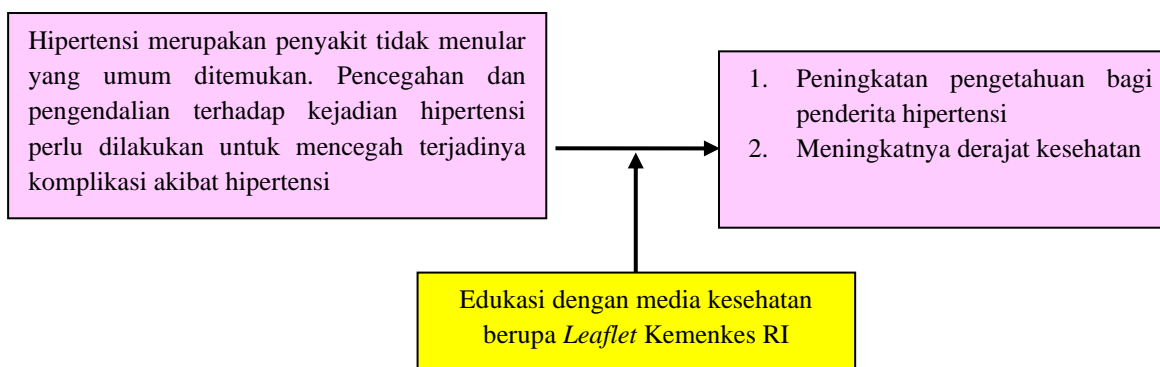 Hipertensi merupakan penyakit tidak menular
yang umum ditemukan. Pencegahan dan
pengendalian terhadap kejadian hipertensi
perlu dilakukan untuk mencegah terjadinya
komplikasi akibat hipertensi
1. Peningkatan pengetahuan bagi
penderita hipertensi
2. Meningkatnya derajat kesehatan
Edukasi dengan media kesehatan
berupa Leaflet Kemenkes RI